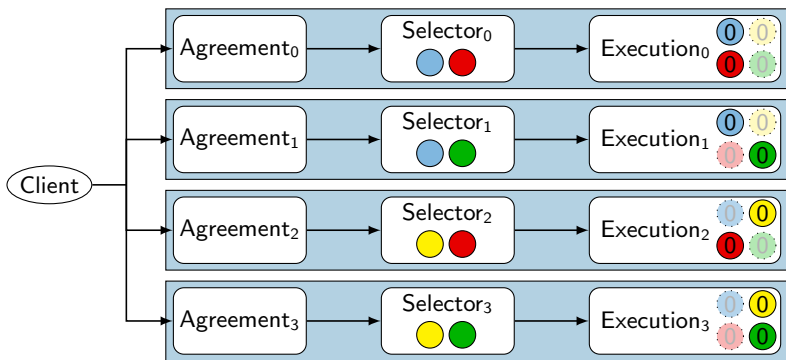 Client
Agreement₀
Selector₀
Execution₀
0 0
0 0
Agreement₁
Selector₁
Execution₁
0 0
0 0
Agreement₂
Selector₂
Execution₂
0 0
0 0
Agreement₃
Selector₃
Execution₃
0 0
0 0